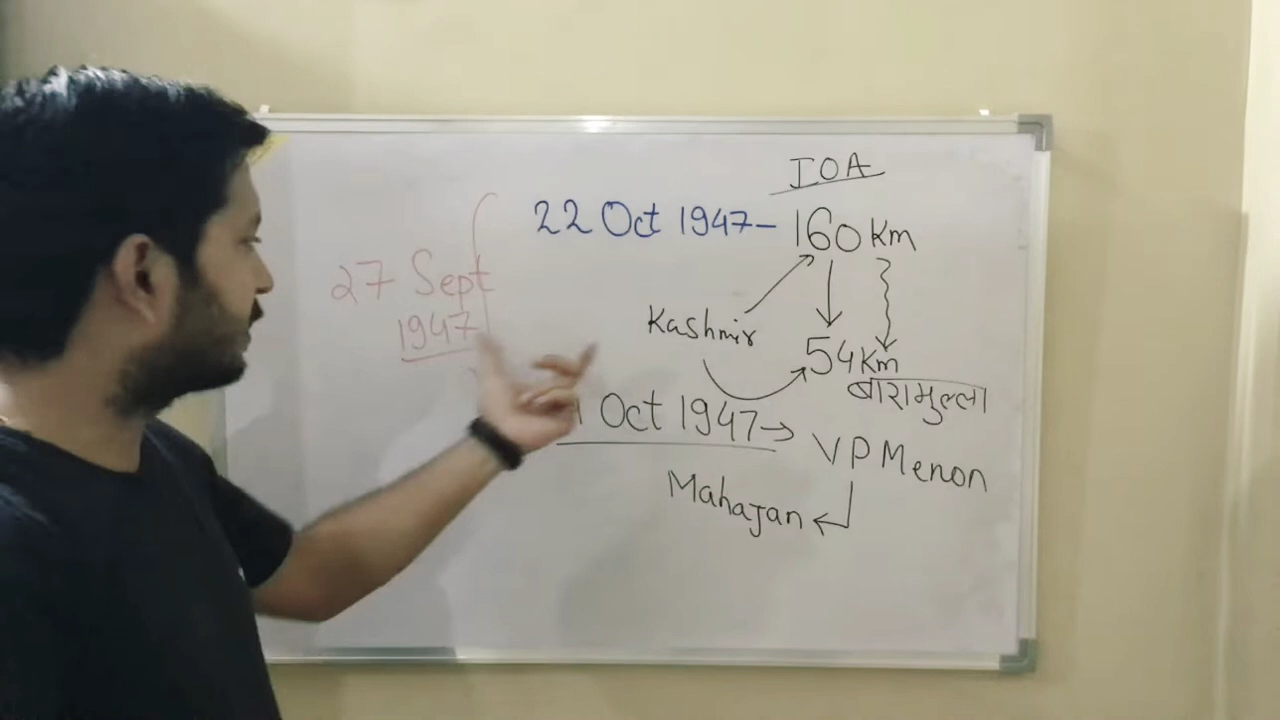 IOA
22 Oct 1947- 160 Km
27 Sept
1947
Kashmir
54 Km
बारामुल्ला
Oct 1947→ VP Menon
Mahajan